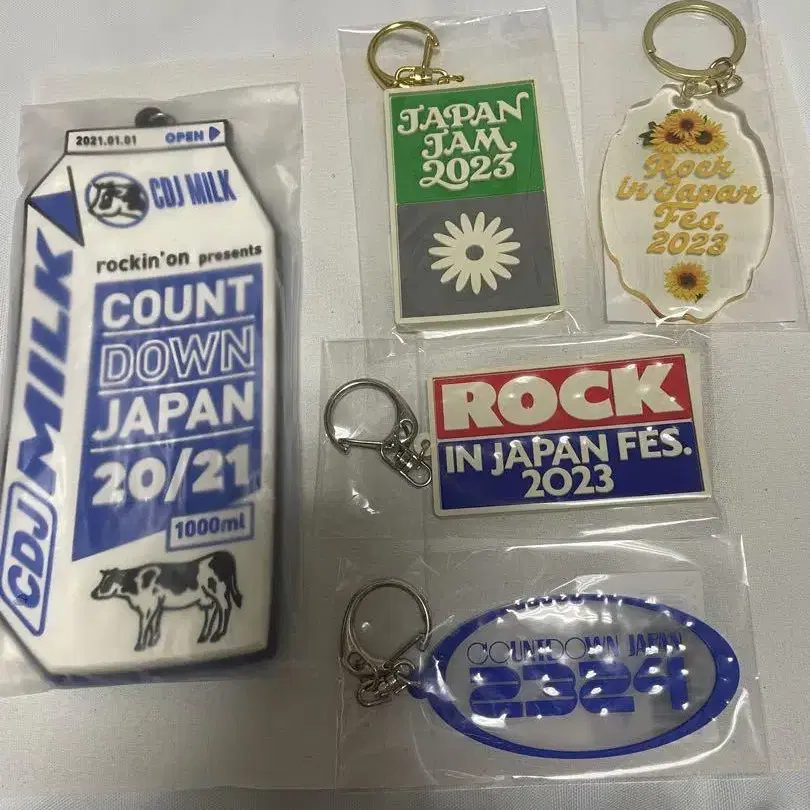 2021.01.01 OPEN
CDJ MILK
rockin'on presents
COUNT
DOWN
JAPAN
20/21
1000ml
CDJ MILK
JAPAN
JAM
2023
Rock
in Japan
Fes.
2023
ROCK
IN JAPAN FES.
2023
COUNTDOWN JAPAN
2324